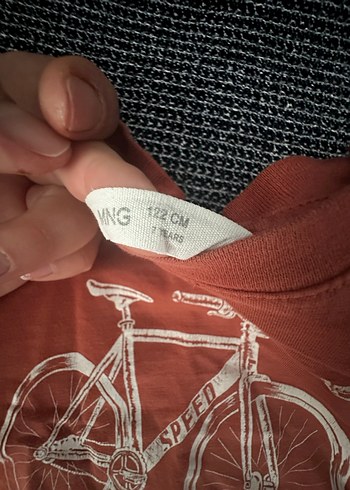 MNG
122 CM
7 YEARS
SPEED